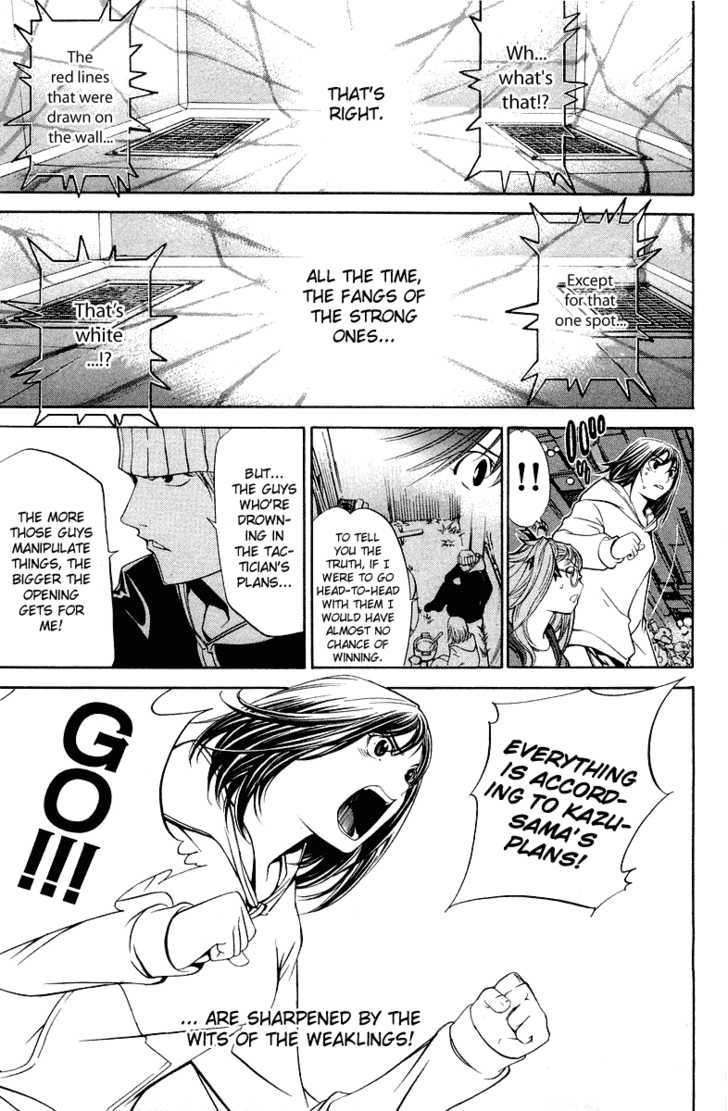 Wh...
what's
that!?
THAT'S
RIGHT.
The
red lines
that were
drawn on
the wall...
Except
for that
one spot...
ALL THE TIME,
THE FANGS OF
THE STRONG
ONES...
That's
white
...!?
!!
TO TELL
YOU THE
TRUTH, IF I
WERE TO GO
HEAD-TO-HEAD
WITH THEM I
WOULD HAVE
ALMOST NO
CHANCE OF
WINNING.
BUT...
THE GUYS
WHO'RE
DROWN-
ING IN
THE TAC-
TICIAN'S
PLANS...
THE MORE
THOSE GUYS
MANIPULATE
THINGS, THE
BIGGER THE
OPENING
GETS FOR
ME!
EVERYTHING
IS ACCORD-
ING TO KAZU-
SAMA'S
PLANS!
GO!!!
... ARE SHARPENED BY THE
WITS OF THE WEAKLINGS!